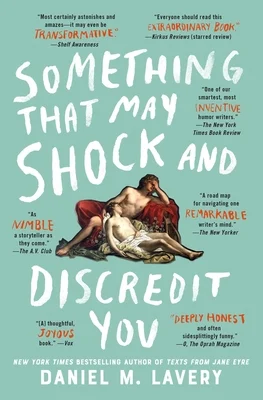 "Most certainly astonishes and
amazes—it may even be
TRANSFORMATIVE."
—Shelf Awareness
"Everyone should read this
EXTRAORDINARY BOOK."
—Kirkus Reviews (starred review)
SOMETHING
THAT MAY
SHOCK AND
"One of our
smartest, most
INVENTIVE
humor writers."
—The New York
Times Book Review
"As
NIMBLE
a storyteller as
they come."
—The A.V. Club
"A road map
for navigating one
REMARKABLE
writer's mind."
—The New Yorker
DISCREDIT
YOU
"[A] thoughtful,
JOYOUS
book."
—Vox
"DEEPLY HONEST
and often
sidesplittingly funny."
—O, The Oprah Magazine
NEW YORK TIMES BESTSELLING AUTHOR OF TEXTS FROM JANE EYRE
DANIEL M. LAVERY